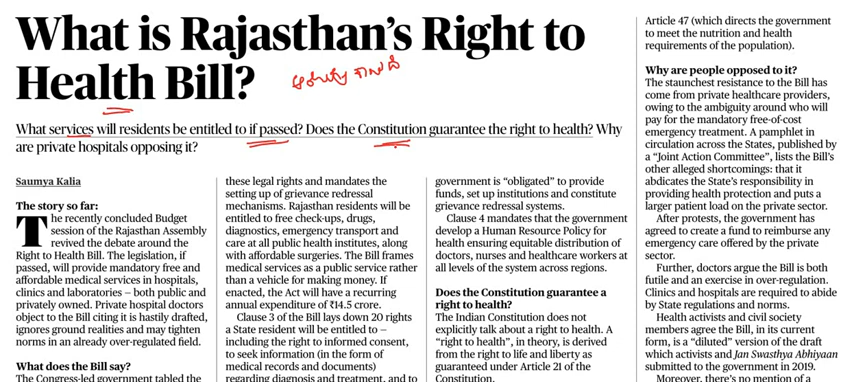 What is Rajasthan's Right to
Health Bill?
What services will residents be entitled to if passed? Does the Constitution guarantee the right to health? Why
are private hospitals opposing it?
Saumya Kalia
The story so far:
The recently concluded Budget
session of the Rajasthan Assembly
revived the debate around the
Right to Health Bill. The legislation, if
passed, will provide mandatory free and
affordable medical services in hospitals,
clinics and laboratories — both public and
privately owned. Private hospital doctors
object to the Bill citing it is hastily drafted,
ignores ground realities and may tighten
norms in an already over-regulated field.
What does the Bill say?
The Congress-led government tabled the
these legal rights and mandates the
setting up of grievance redressal
mechanisms. Rajasthan residents will be
entitled to free check-ups, drugs,
diagnostics, emergency transport and
care at all public health institutes, along
with affordable surgeries. The Bill frames
medical services as a public service rather
than a vehicle for making money. If
enacted, the Act will have a recurring
annual expenditure of ₹14.5 crore.
Clause 3 of the Bill lays down 20 rights
a State resident will be entitled to —
including the right to informed consent,
to seek information (in the form of
medical records and documents)
regarding diagnosis and treatment, and to
government is "obligated" to provide
funds, set up institutions and constitute
grievance redressal systems.
Clause 4 mandates that the government
develop a Human Resource Policy for
health ensuring equitable distribution of
doctors, nurses and healthcare workers at
all levels of the system across regions.
Does the Constitution guarantee a
right to health?
The Indian Constitution does not
explicitly talk about a right to health. A
"right to health", in theory, is derived
from the right to life and liberty as
guaranteed under Article 21 of the
Constitution.
Article 47 (which directs the government
to meet the nutrition and health
requirements of the population).
Why are people opposed to it?
The staunchest resistance to the Bill has
come from private healthcare providers,
owing to the ambiguity around who will
pay for the mandatory free-of-cost
emergency treatment. A pamphlet in
circulation across the States, published by
a "Joint Action Committee", lists the Bill's
other alleged shortcomings: that it
abdicates the State's responsibility in
providing health protection and puts a
larger patient load on the private sector.
After protests, the government has
agreed to create a fund to reimburse any
emergency care offered by the private
sector.
Further, doctors argue the Bill is both
futile and an exercise in over-regulation.
Clinics and hospitals are required to abide
by State regulations and norms.
Health activists and civil society
members agree the Bill, in its current
form, is a "diluted" version of the draft
which activists and Jan Swasthya Abhiyaan
submitted to the government in 2019.
Moreover, there's no mention of a